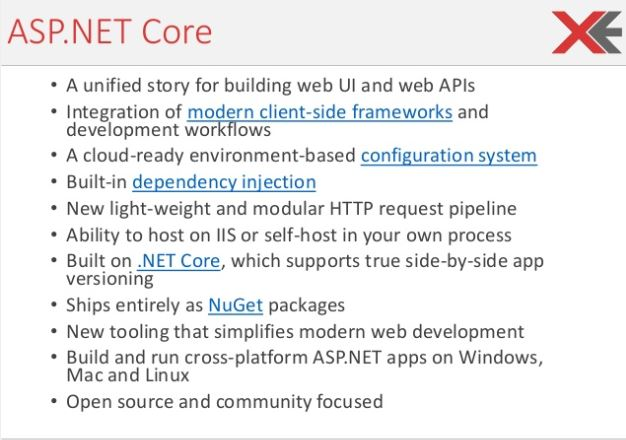 ASP.NET Core
XE
• A unified story for building web UI and web APIs
• Integration of modern client-side frameworks and
development workflows
• A cloud-ready environment-based configuration system
• Built-in dependency injection
• New light-weight and modular HTTP request pipeline
• Ability to host on IIS or self-host in your own process
• Built on .NET Core, which supports true side-by-side app
versioning
• Ships entirely as NuGet packages
• New tooling that simplifies modern web development
• Build and run cross-platform ASP.NET apps on Windows,
Mac and Linux
• Open source and community focused